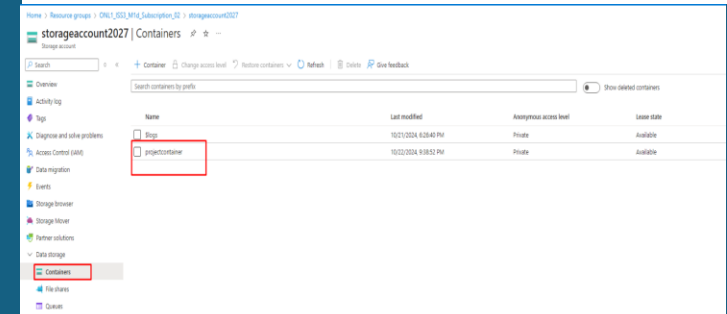 Home > Resource groups > ONL1_ISS3_M1d_Subscription_02 > storageaccount2027
storageaccount2027 | Containers
Storage account
Search
+ Container Change access level Restore containers Refresh Delete Give feedback
Overview
Search containers by prefix
Show deleted containers
Activity log
Tags
Name Last modified Anonymous access level Lease state
Diagnose and solve problems
$logs 10/21/2024, 6:26:40 PM Private Available
Access Control (IAM)
projectcontainer 10/22/2024, 9:38:52 PM Private Available
Data migration
Events
Storage browser
Storage Mover
Partner solutions
Data storage
Containers
File shares
Queues